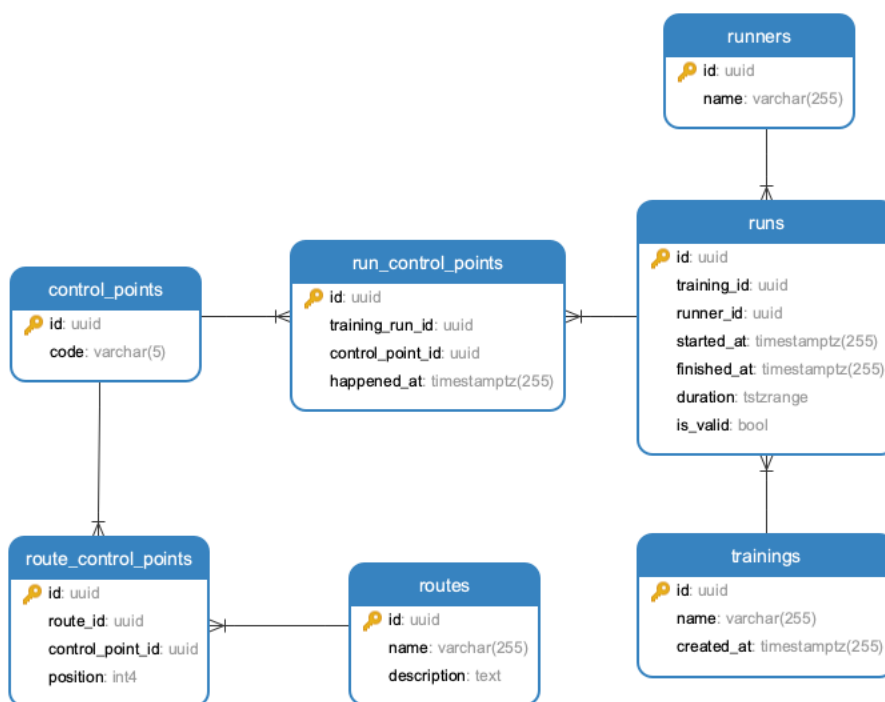 runners
id: uuid
name: varchar(255)
runs
id: uuid
training_id: uuid
runner_id: uuid
started_at: timestamptz(255)
finished_at: timestamptz(255)
duration: tstzrange
is_valid: bool
run_control_points
id: uuid
training_run_id: uuid
control_point_id: uuid
happened_at: timestamptz(255)
control_points
id: uuid
code: varchar(5)
route_control_points
id: uuid
route_id: uuid
control_point_id: uuid
position: int4
routes
id: uuid
name: varchar(255)
description: text
trainings
id: uuid
name: varchar(255)
created_at: timestamptz(255)